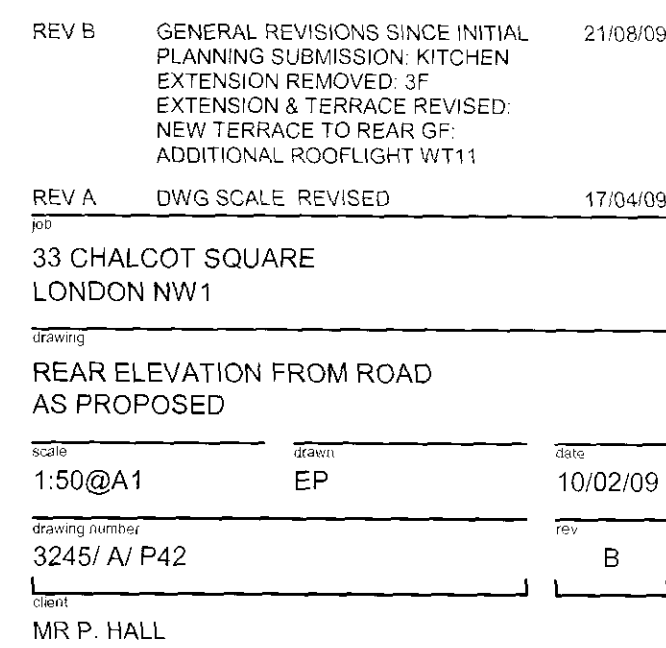 REV B GENERAL REVISIONS SINCE INITIAL 21/08/09
PLANNING SUBMISSION: KITCHEN
EXTENSION REMOVED: 3F
EXTENSION & TERRACE REVISED:
NEW TERRACE TO REAR GF:
ADDITIONAL ROOFLIGHT WT11
REV A DWG SCALE REVISED 17/04/09
job
33 CHALCOT SQUARE
LONDON NW1
drawing
REAR ELEVATION FROM ROAD
AS PROPOSED
scale drawn date
1:50@A1 EP 10/02/09
drawing number rev
3245/ A/ P42 B
client
MR P. HALL